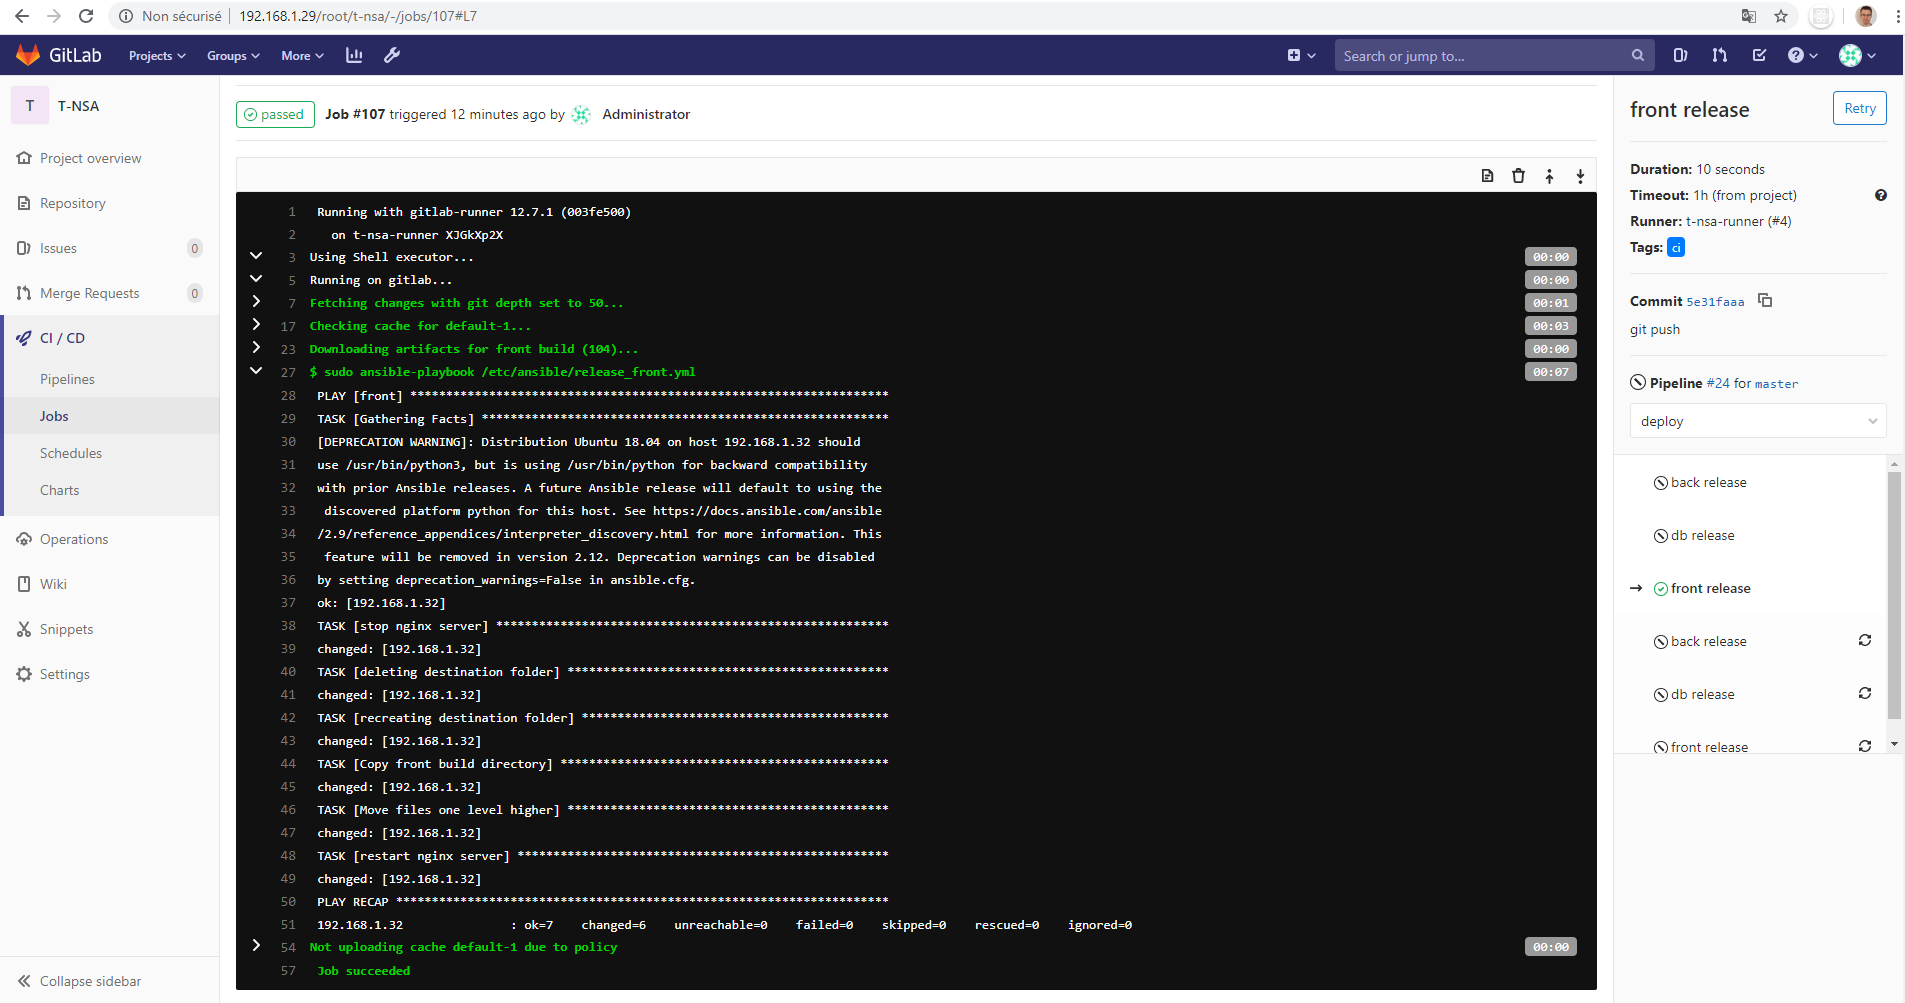 Non sécurisé 192.168.1.29/root/t-nsa/-/jobs/107#L7
GitLab Projects Groups More Search or jump to...
T T-NSA
Project overview
Repository
Issues 0
Merge Requests 0
CI / CD
Pipelines
Jobs
Schedules
Charts
Operations
Wiki
Snippets
Settings
Collapse sidebar
passed Job #107 triggered 12 minutes ago by Administrator
1 Running with gitlab-runner 12.7.1 (003fe500)
2 on t-nsa-runner XJGkXp2X
3 Using Shell executor... 00:00
5 Running on gitlab... 00:00
7 Fetching changes with git depth set to 50... 00:01
17 Checking cache for default-1... 00:03
23 Downloading artifacts for front build (104)... 00:00
27 $ sudo ansible-playbook /etc/ansible/release_front.yml 00:07
28 PLAY [front] *******************************************************************
29 TASK [Gathering Facts] *********************************************************
30 [DEPRECATION WARNING]: Distribution Ubuntu 18.04 on host 192.168.1.32 should
31 use /usr/bin/python3, but is using /usr/bin/python for backward compatibility
32 with prior Ansible releases. A future Ansible release will default to using the
33 discovered platform python for this host. See https://docs.ansible.com/ansible
34 /2.9/reference_appendices/interpreter_discovery.html for more information. This
35 feature will be removed in version 2.12. Deprecation warnings can be disabled
36 by setting deprecation_warnings=False in ansible.cfg.
37 ok: [192.168.1.32]
38 TASK [stop nginx server] *******************************************************
39 changed: [192.168.1.32]
40 TASK [deleting destination folder] *********************************************
41 changed: [192.168.1.32]
42 TASK [recreating destination folder] *******************************************
43 changed: [192.168.1.32]
44 TASK [Copy front build directory] **********************************************
45 changed: [192.168.1.32]
46 TASK [Move files one level higher] *********************************************
47 changed: [192.168.1.32]
48 TASK [restart nginx server] ****************************************************
49 changed: [192.168.1.32]
50 PLAY RECAP *********************************************************************
51 192.168.1.32 : ok=7 changed=6 unreachable=0 failed=0 skipped=0 rescued=0 ignored=0
54 Not uploading cache default-1 due to policy 00:00
57 Job succeeded
front release Retry
Duration: 10 seconds
Timeout: 1h (from project)
Runner: t-nsa-runner (#4)
Tags: ci
Commit 5e31faaa
git push
Pipeline #24 for master
deploy
back release
db release
front release
back release
db release
front release